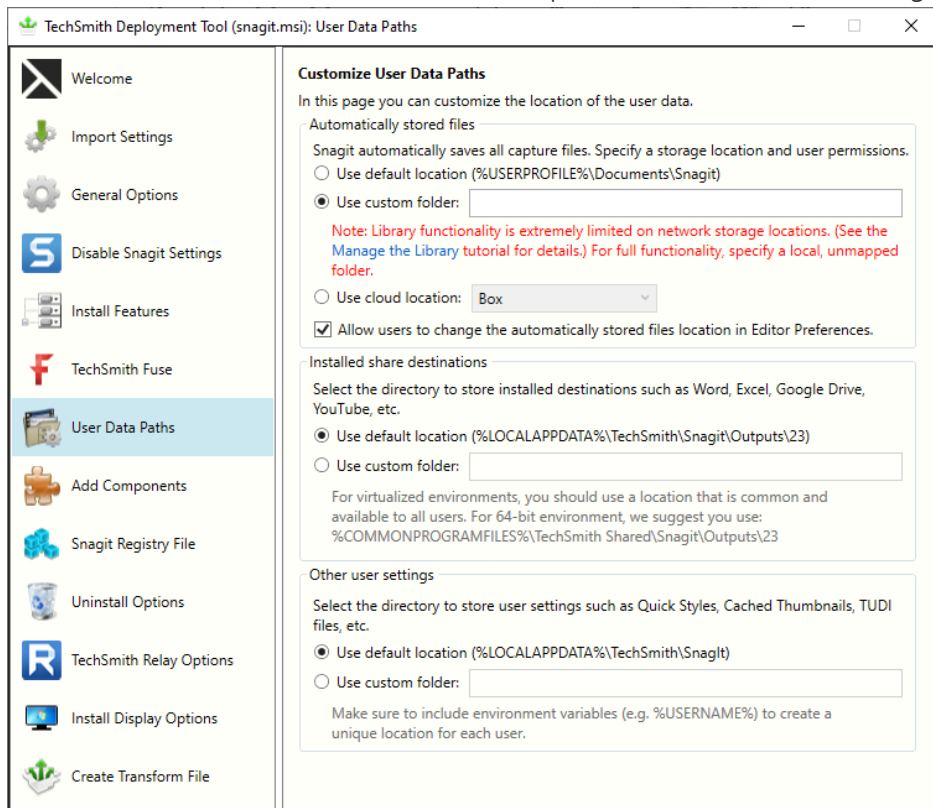 TechSmith Deployment Tool (snagit.msi): User Data Paths
Welcome
Import Settings
General Options
Disable Snagit Settings
Install Features
TechSmith Fuse
User Data Paths
Add Components
Snagit Registry File
Uninstall Options
TechSmith Relay Options
Install Display Options
Create Transform File
Customize User Data Paths
In this page you can customize the location of the user data.
Automatically stored files
Snagit automatically saves all capture files. Specify a storage location and user permissions.
Use default location (%USERPROFILE%\Documents\Snagit)
Use custom folder:
Note: Library functionality is extremely limited on network storage locations. (See the
Manage the Library tutorial for details.) For full functionality, specify a local, unmapped
folder.
Use cloud location: Box
Allow users to change the automatically stored files location in Editor Preferences.
Installed share destinations
Select the directory to store installed destinations such as Word, Excel, Google Drive,
YouTube, etc.
Use default location (%LOCALAPPDATA%\TechSmith\Snagit\Outputs\23)
Use custom folder:
For virtualized environments, you should use a location that is common and
available to all users. For 64-bit environment, we suggest you use:
%COMMONPROGRAMFILES%\TechSmith Shared\Snagit\Outputs\23
Other user settings
Select the directory to store user settings such as Quick Styles, Cached Thumbnails, TUDI
files, etc.
Use default location (%LOCALAPPDATA%\TechSmith\SnagIt)
Use custom folder:
Make sure to include environment variables (e.g. %USERNAME%) to create a
unique location for each user.